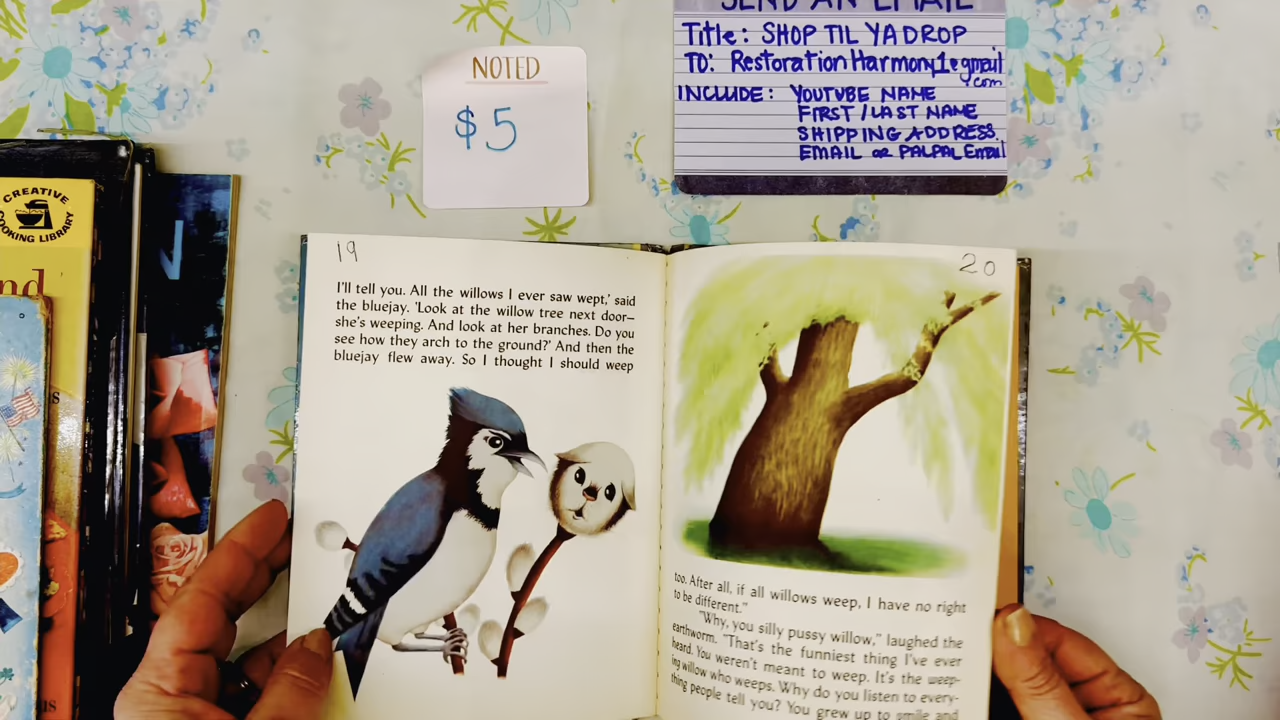 SEND AN EMAIL
Title: SHOP TIL YA DROP
TO: RestorationHarmony1@gmail
.com
INCLUDE: YOUTUBE NAME
FIRST/LAST NAME
SHIPPING ADDRESS.
EMAIL or PALPAL Email
NOTED
$5
CREATIVE
COOKING LIBRARY
nd
N
us
19
I'll tell you. All the willows I ever saw wept,' said
the bluejay. 'Look at the willow tree next door—
she's weeping. And look at her branches. Do you
see how they arch to the ground?' And then the
bluejay flew away. So I thought I should weep
20
too. After all, if all willows weep, I have no right
to be different."
"Why, you silly pussy willow," laughed the
earthworm. "That's the funniest thing I've ever
heard. You weren't meant to weep. It's the weep-
ing willow who weeps. Why do you listen to every-
thing people tell you? You grew up to smile and